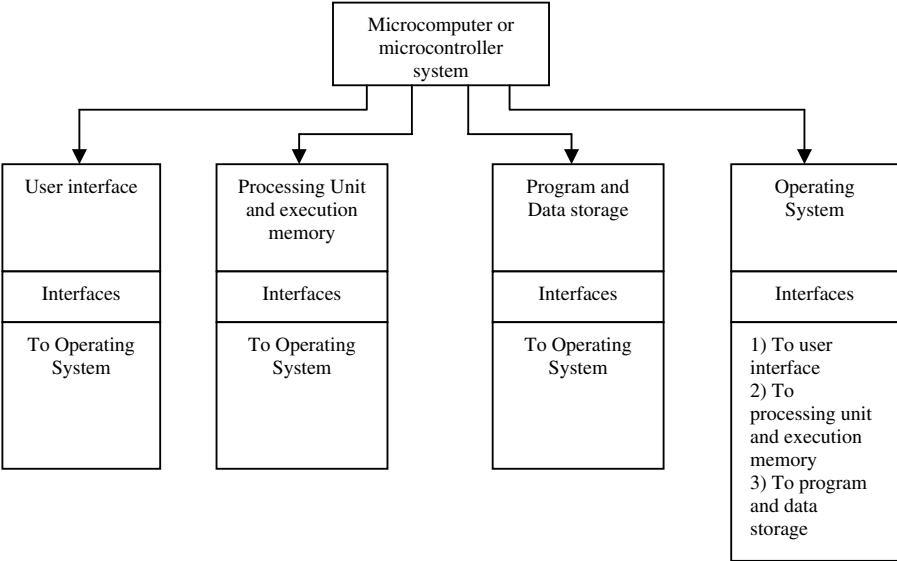 Microcomputer or
microcontroller
system
User interface
Interfaces
To Operating
System
Processing Unit
and execution
memory
Interfaces
To Operating
System
Program and
Data storage
Interfaces
To Operating
System
Operating
System
Interfaces
1) To user
interface
2) To
processing unit
and execution
memory
3) To program
and data
storage